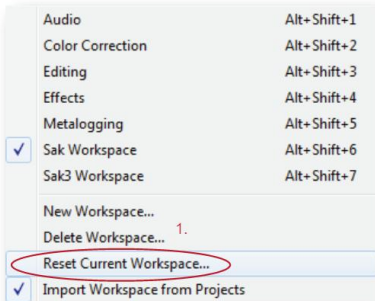 Audio Alt+Shift+1
Color Correction Alt+Shift+2
Editing Alt+Shift+3
Effects Alt+Shift+4
Metalogging Alt+Shift+5
Sak Workspace Alt+Shift+6
Sak3 Workspace Alt+Shift+7
New Workspace...
1.
Delete Workspace...
Reset Current Workspace...
Import Workspace from Projects